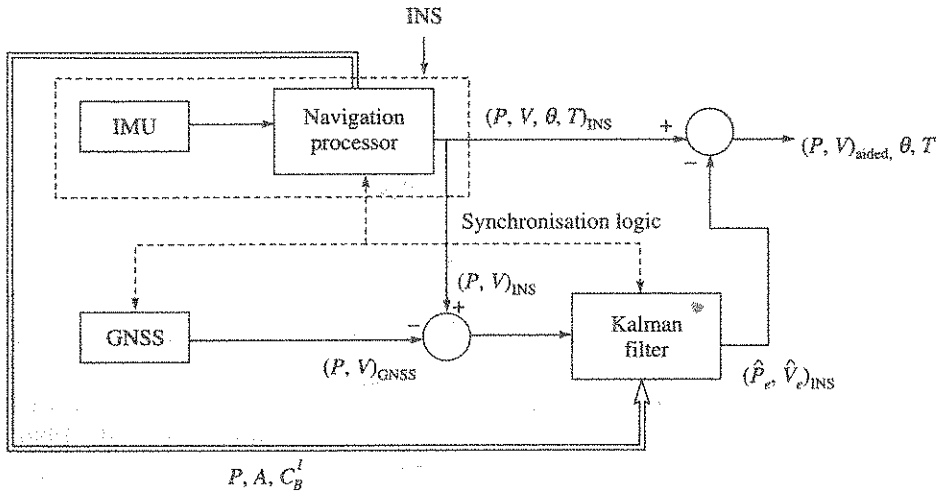 INS
IMU
Navigation
processor
(P, V, θ, T)INS
+
−
(P, V)aided, θ, T
Synchronisation logic
(P, V)INS
+
−
GNSS
(P, V)GNSS
Kalman
filter
(P̂e, V̂e)INS
P, A, C_B^l